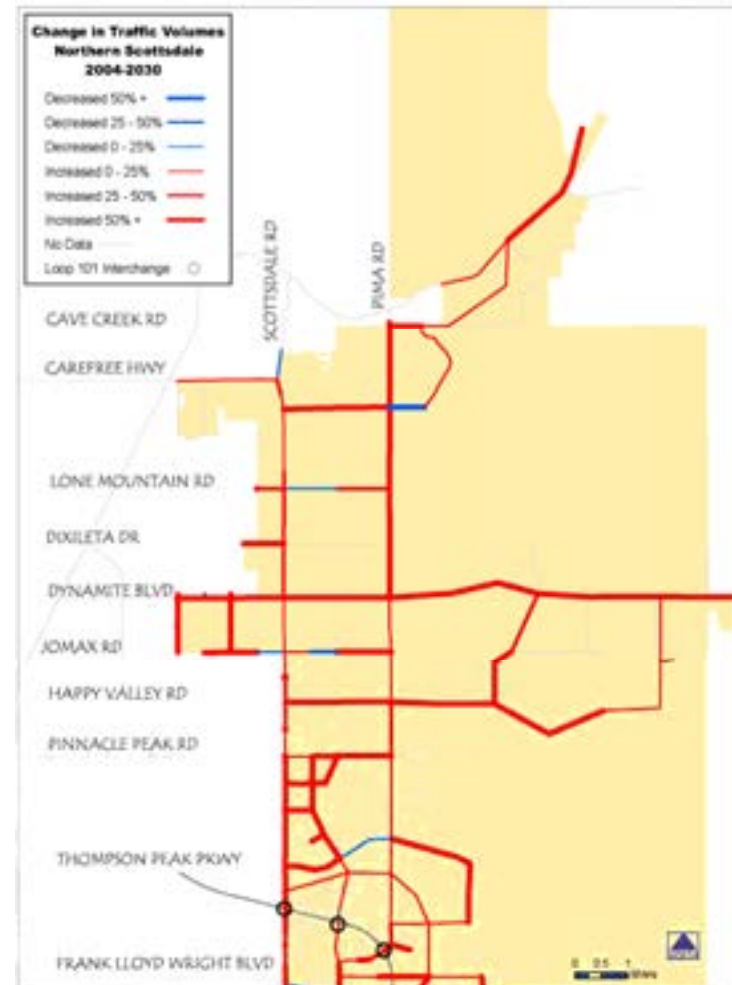 Change in Traffic Volumes
Northern Scottsdale
2004-2030
Decreased 50% +
Decreased 25 - 50%
Decreased 0 - 25%
Increased 0 - 25%
Increased 25 - 50%
Increased 50% +
No Data
Loop 101 Interchange
SCOTTSDALE RD
PIMA RD
CAVE CREEK RD
CAREFREE HWY
LONE MOUNTAIN RD
DIXILETA DR
DYNAMITE BLVD
JOMAX RD
HAPPY VALLEY RD
PINNACLE PEAK RD
THOMPSON PEAK PKWY
FRANK LLOYD WRIGHT BLVD
0 0.5 1
Miles